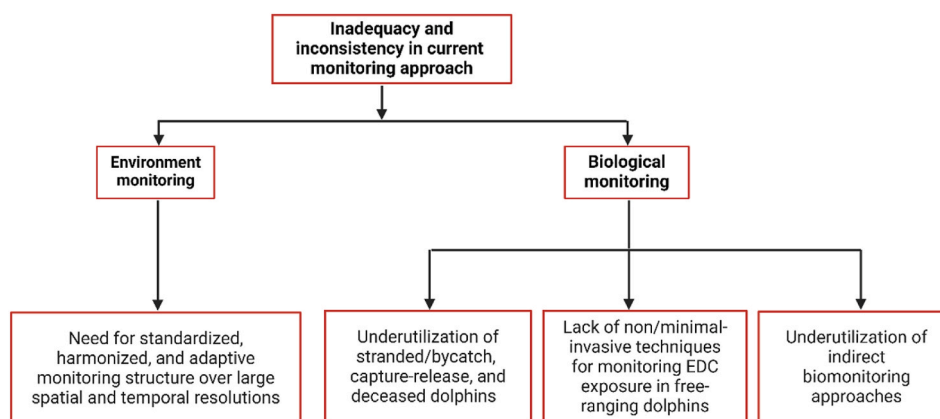 Inadequacy and
inconsistency in current
monitoring approach
Environment
monitoring
Biological
monitoring
Need for standardized,
harmonized, and adaptive
monitoring structure over large
spatial and temporal resolutions
Underutilization of
stranded/bycatch,
capture-release, and
deceased dolphins
Lack of non/minimal-
invasive techniques
for monitoring EDC
exposure in free-
ranging dolphins
Underutilization of
indirect
biomonitoring
approaches